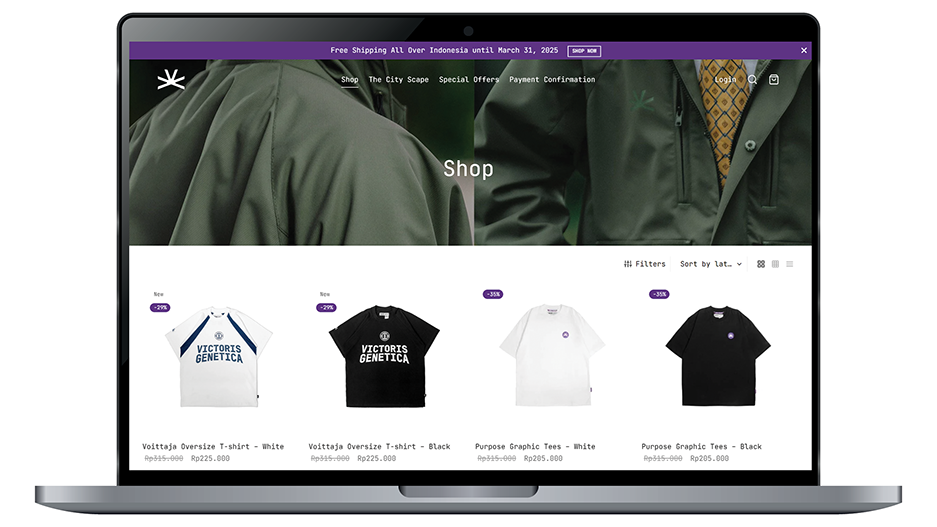 Free Shipping All Over Indonesia until March 31, 2025 SHOP NOW
Shop The City Scape Special Offers Payment Confirmation Login
Shop
Filters Sort by lat…
New New
-29% -29% -35% -35%
VICTORIS GENETICA
VICTORIS GENETICA
Voittaja Oversize T-shirt – White
Rp315.000 Rp225.000
Voittaja Oversize T-shirt – Black
Rp315.000 Rp225.000
Purpose Graphic Tees – White
Rp315.000 Rp205.000
Purpose Graphic Tees – Black
Rp315.000 Rp205.000